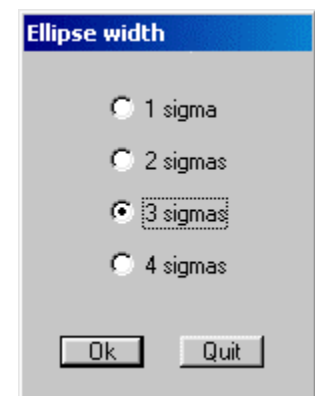 Ellipse width
1 sigma
2 sigmas
3 sigmas
4 sigmas
Ok Quit